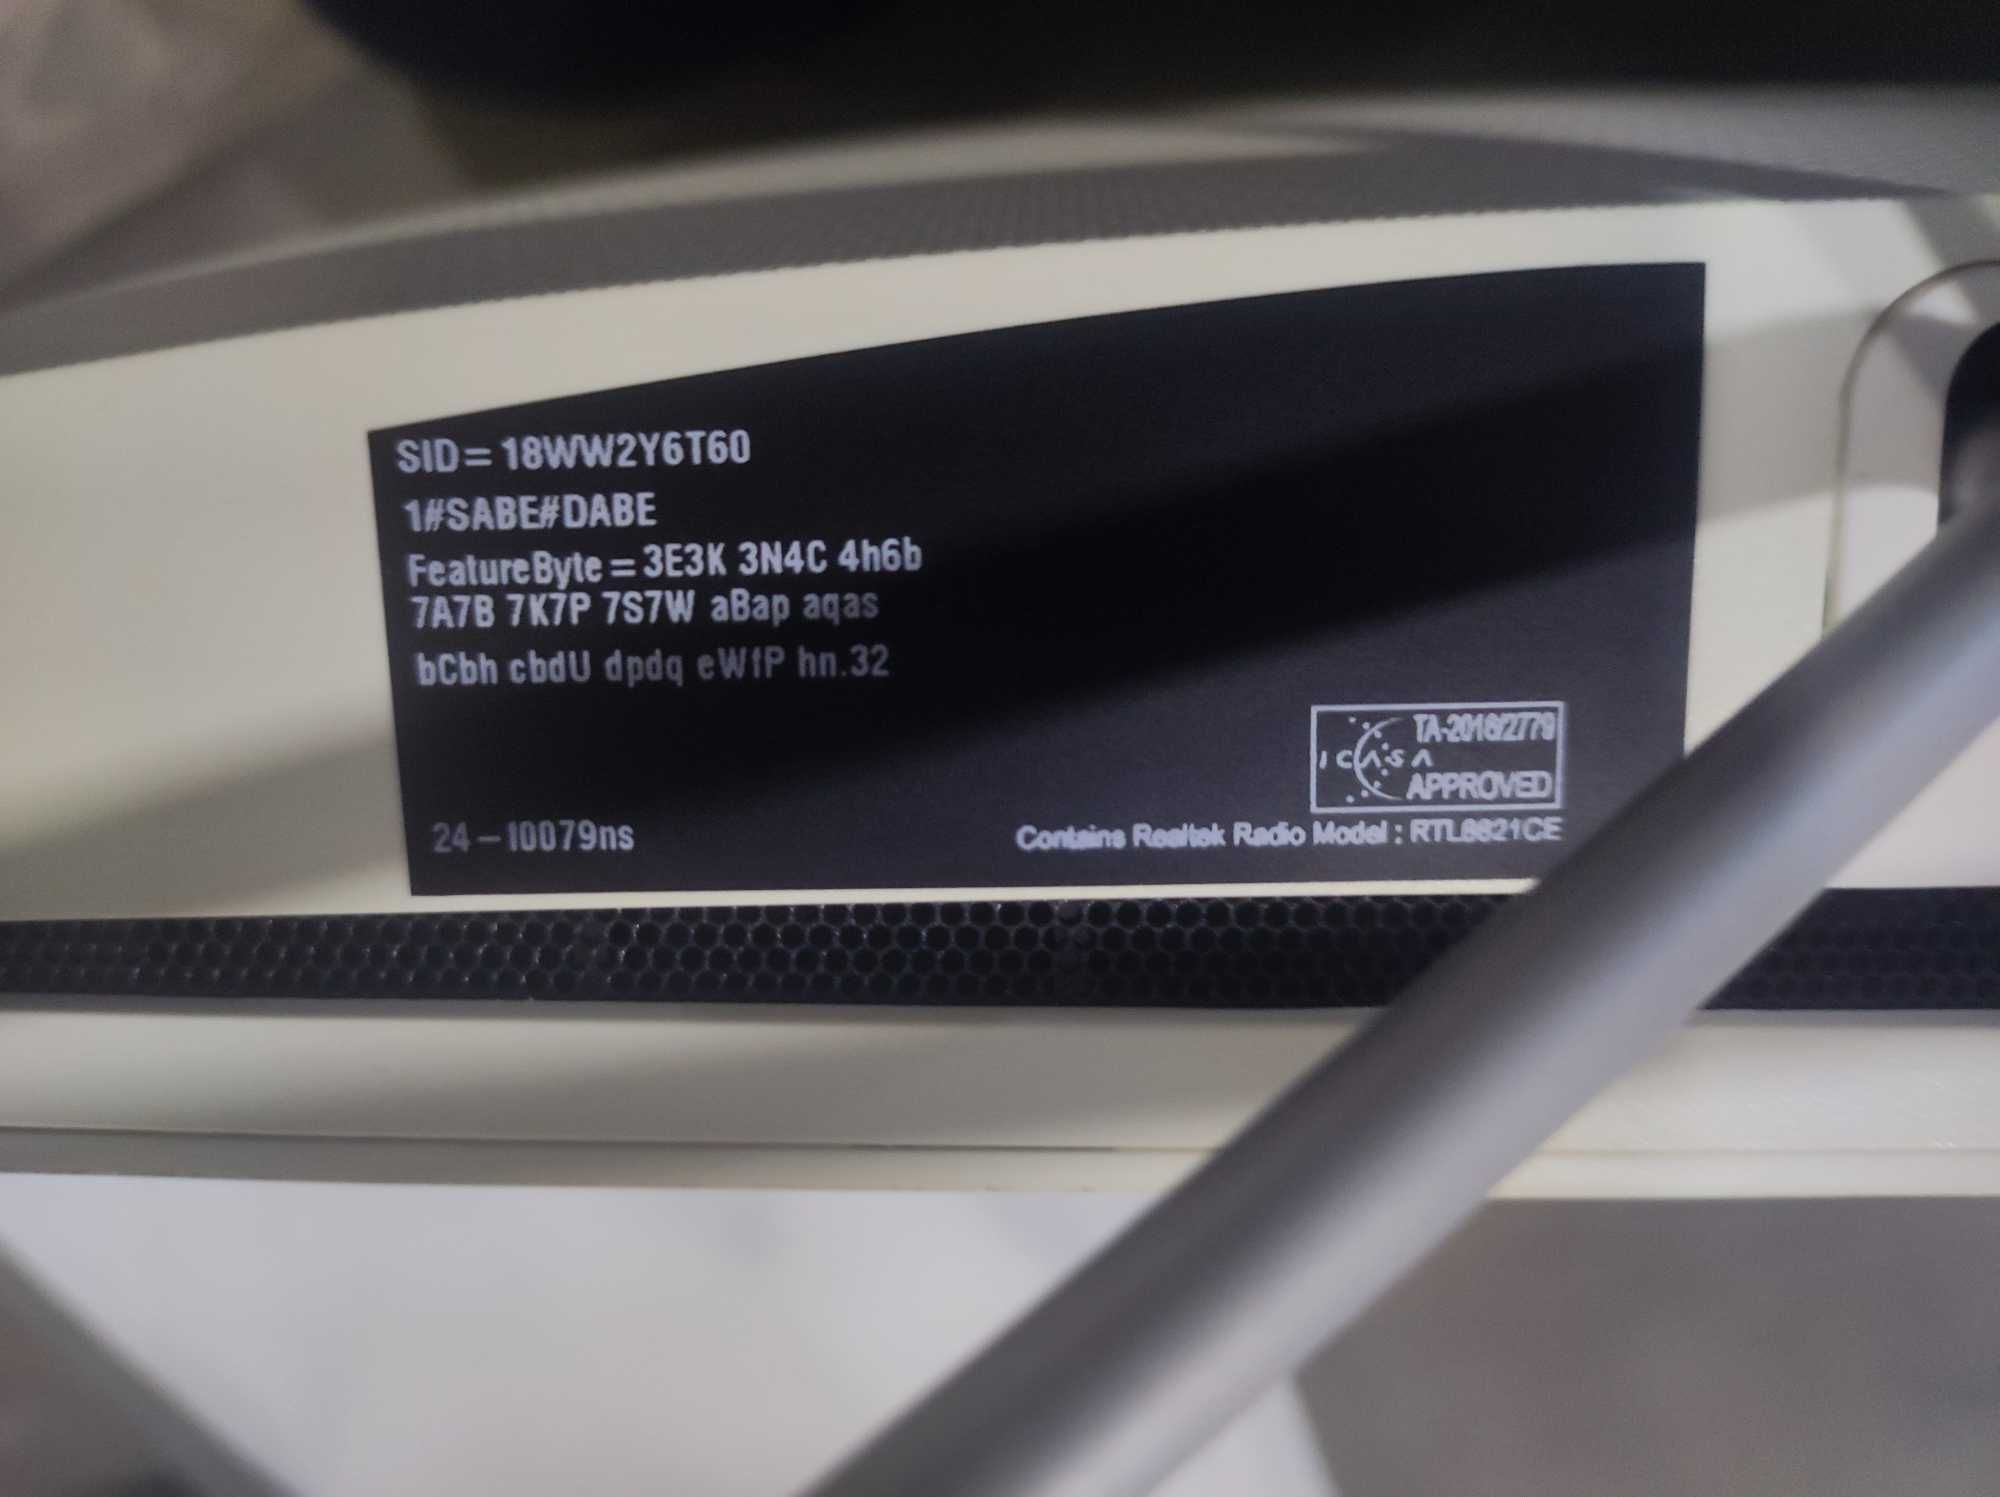 SID= 18WW2Y6T60
1#SABE#DABE
FeatureByte = 3E3K 3N4C 4h6b
7A7B 7K7P 7S7W aBap aqas
bCbh cbdU dpdq eWfP hn.32
TA-2016/2779
ICASA
APPROVED
24-10079ns
Contains Realtek Radio Model : RTL8821CE